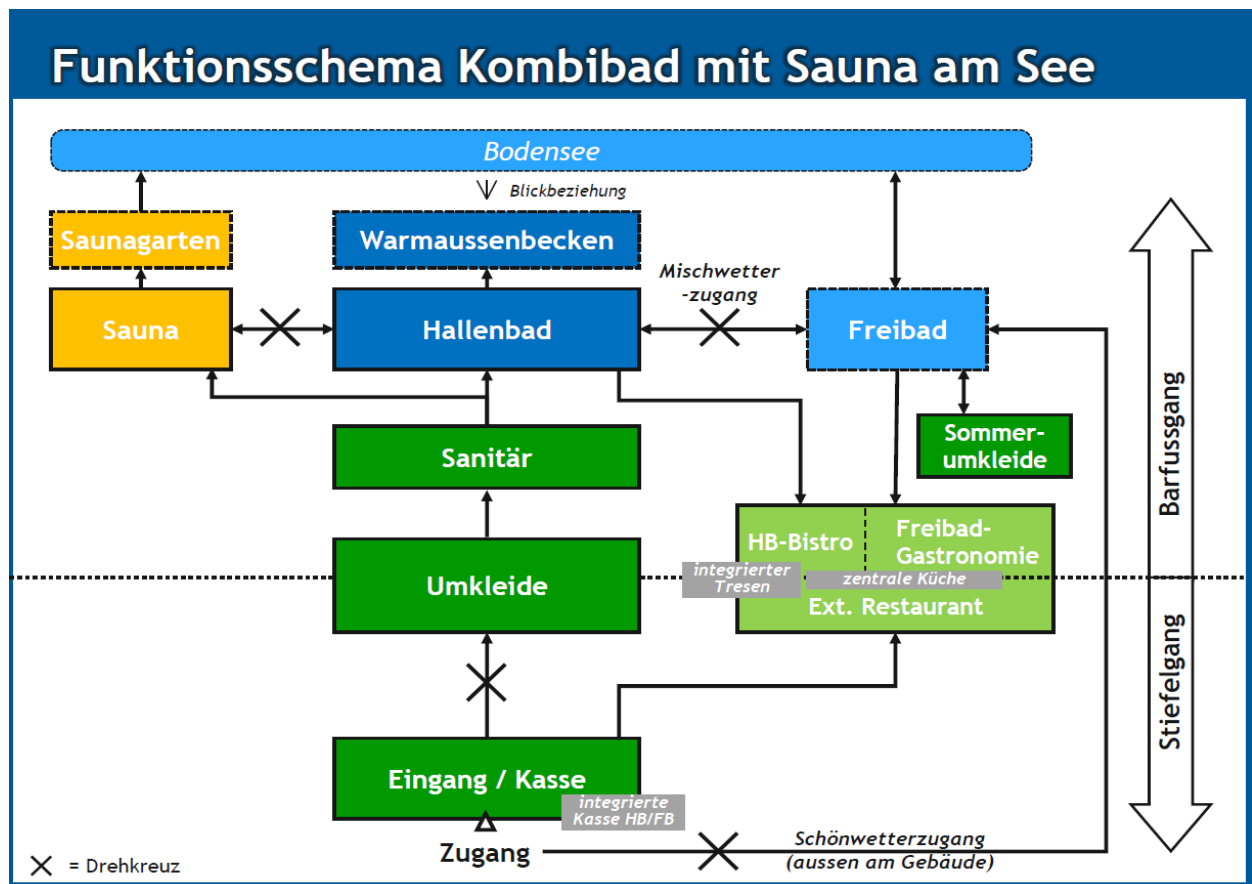 Funktionsschema Kombibad mit Sauna am See
Bodensee
Blickbeziehung
Saunagarten
Warmaussenbecken
Mischwetter
-zugang
Sauna
Hallenbad
Freibad
Sanitär
Sommer-
umkleide
Barfussgang
HB-Bistro
Freibad-
Gastronomie
integrierter
Tresen
zentrale Küche
Umkleide
Ext. Restaurant
Stiefelgang
Eingang / Kasse
integrierte
Kasse HB/FB
Zugang
Schönwetterzugang
(aussen am Gebäude)
= Drehkreuz